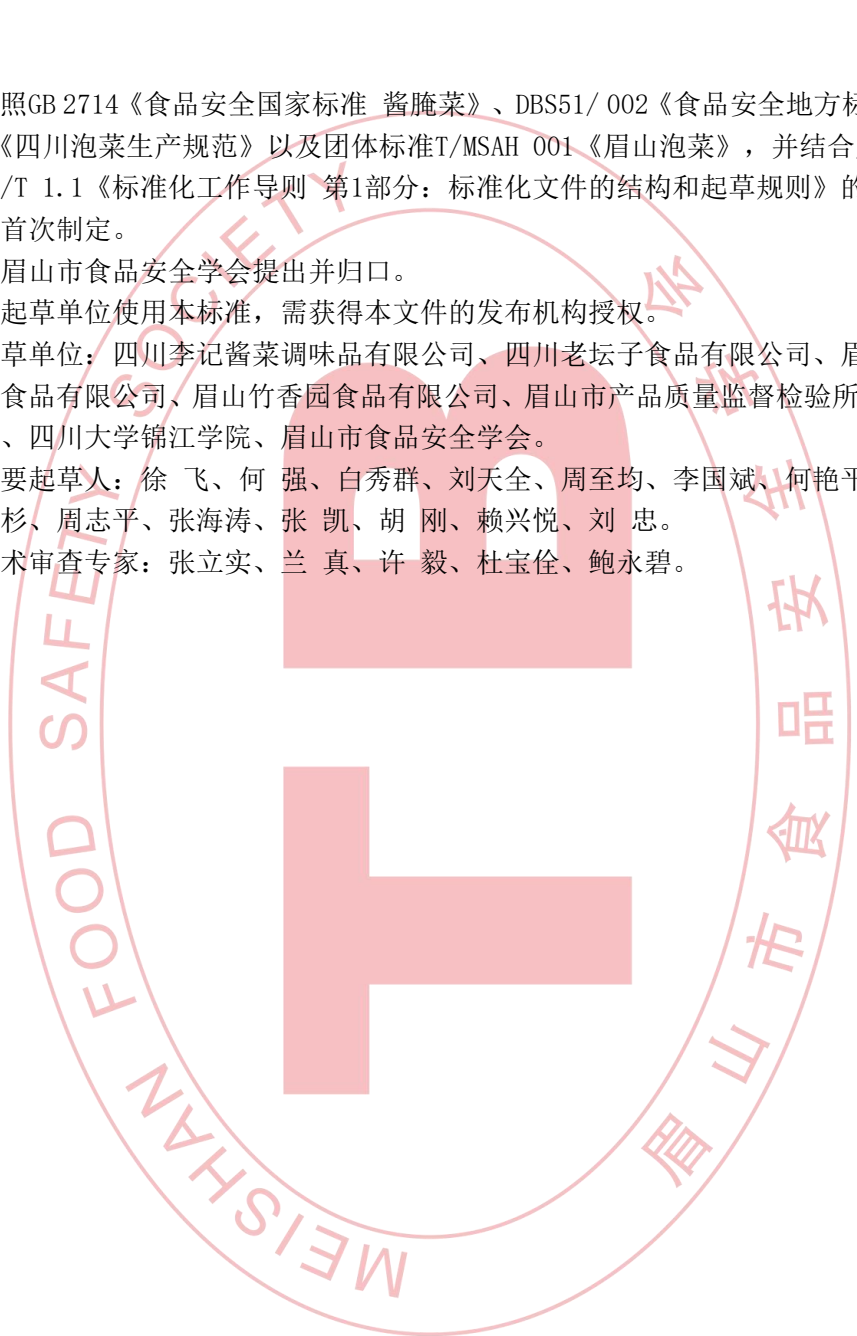 照GB 2714《食品安全国家标准 酱腌菜》、DBS51/ 002《食品安全地方标
《四川泡菜生产规范》以及团体标准T/MSAH 001《眉山泡菜》，并结合
/T 1.1《标准化工作导则 第1部分：标准化文件的结构和起草规则》的
首次制定。
眉山市食品安全学会提出并归口。
起草单位使用本标准，需获得本文件的发布机构授权。
草单位：四川李记酱菜调味品有限公司、四川老坛子食品有限公司、眉
食品有限公司、眉山竹香园食品有限公司、眉山市产品质量监督检验所
、四川大学锦江学院、眉山市食品安全学会。
要起草人：徐 飞、何 强、白秀群、刘天全、周至均、李国斌、何艳平
杉、周志平、张海涛、张 凯、胡 刚、赖兴悦、刘 忠。
术审查专家：张立实、兰 真、许 毅、杜宝佺、鲍永碧。
MEISHAN FOOD SAFETY SOCIETY
眉山市食品安全学会
TB